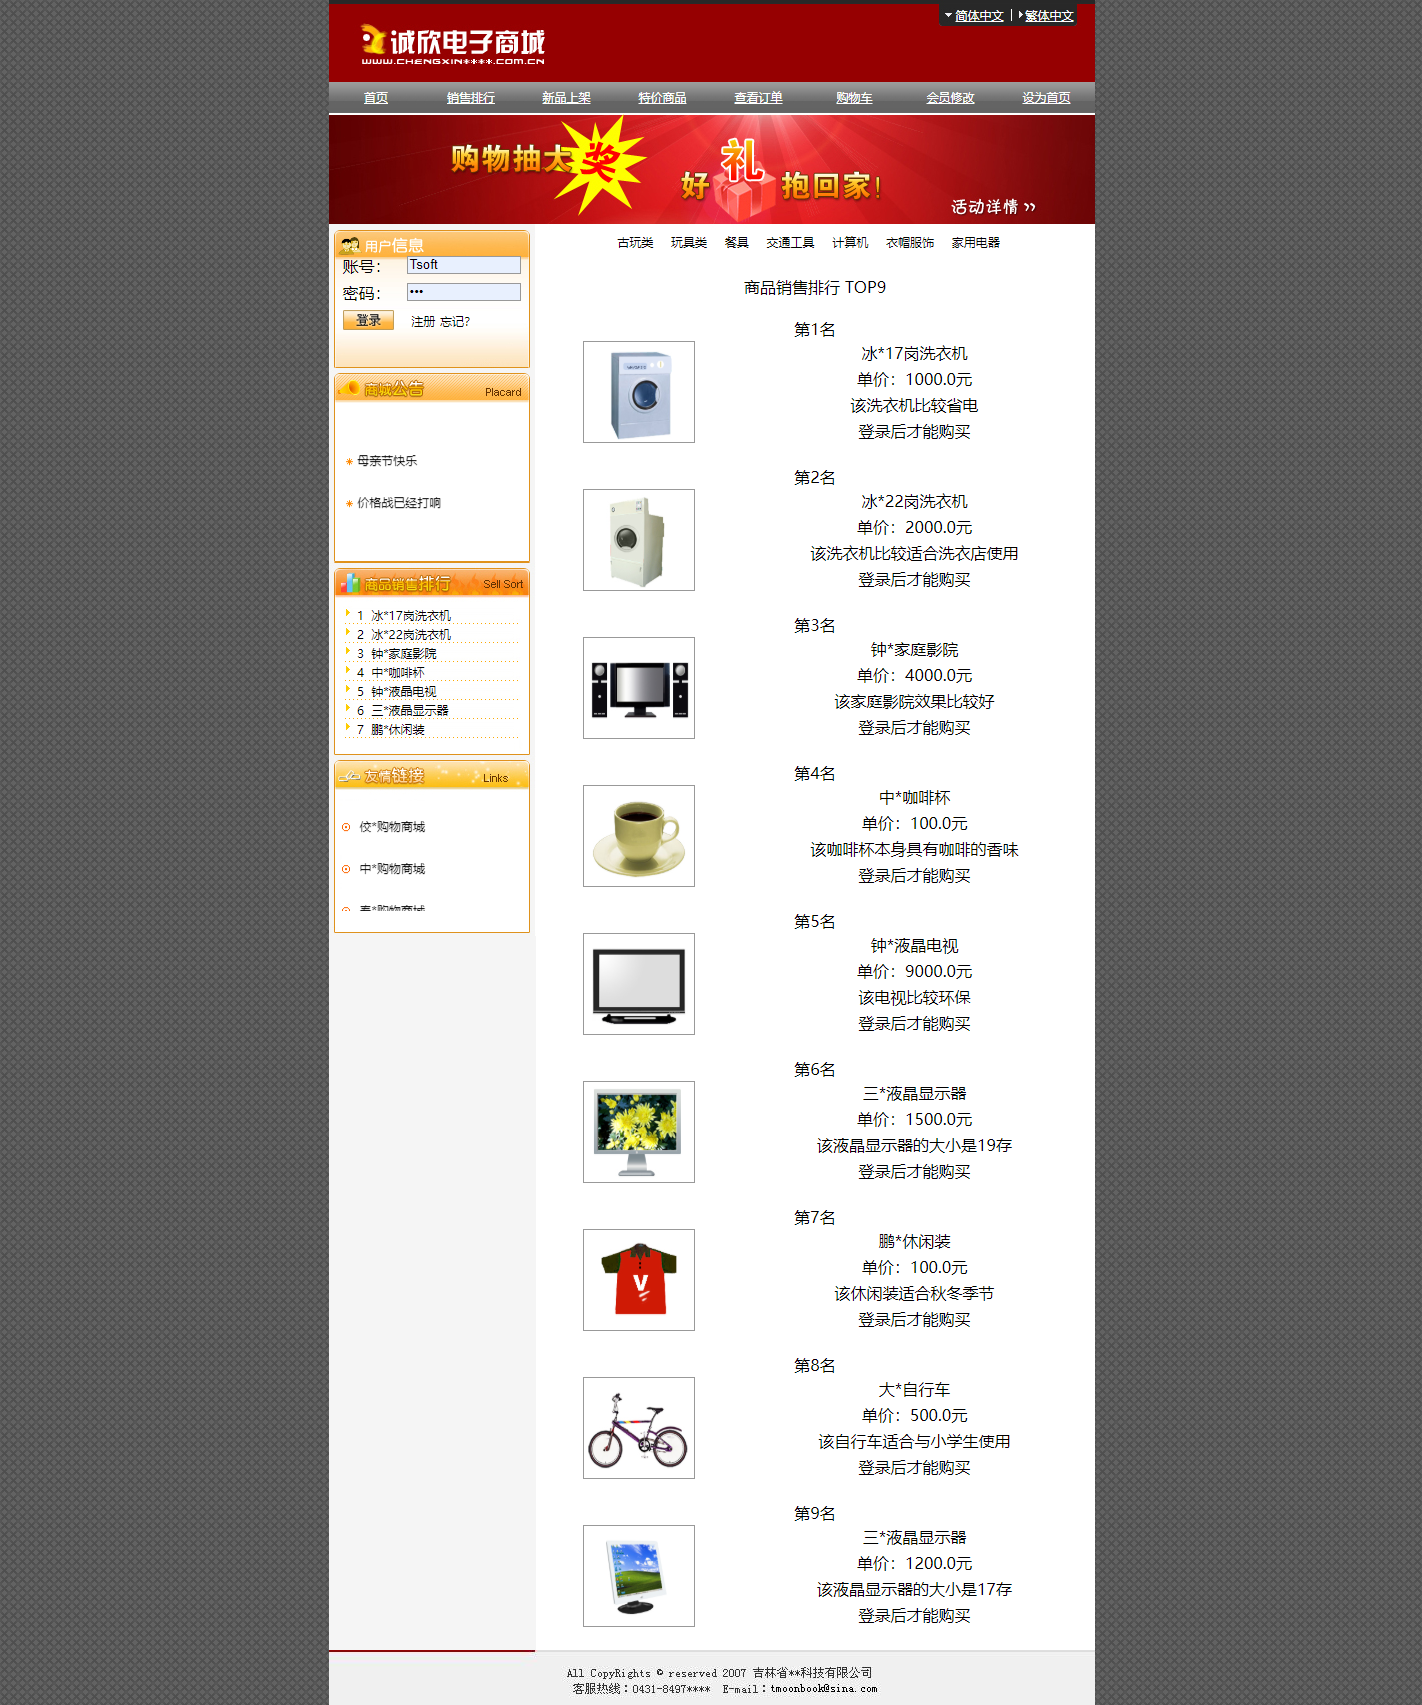 简体中文 | 繁体中文
诚欣电子商城
WWW.CHENGXIN****.COM.CN
首页 销售排行 新品上架 特价商品 查看订单 购物车 会员修改 设为首页
购物抽大奖
好礼抱回家!
活动详情 >>
用户信息
账号： Tsoft
密码： •••
登录 注册 忘记?
商城公告 Placard
母亲节快乐
价格战已经打响
商品销售排行 Sell Sort
1 冰*17岗洗衣机
2 冰*22岗洗衣机
3 钟*家庭影院
4 中*咖啡杯
5 钟*液晶电视
6 三*液晶显示器
7 鹏*休闲装
友情链接 Links
佼*购物商城
中*购物商城
古玩类 玩具类 餐具 交通工具 计算机 衣帽服饰 家用电器
商品销售排行 TOP9
第1名
冰*17岗洗衣机
单价：1000.0元
该洗衣机比较省电
登录后才能购买
第2名
冰*22岗洗衣机
单价：2000.0元
该洗衣机比较适合洗衣店使用
登录后才能购买
第3名
钟*家庭影院
单价：4000.0元
该家庭影院效果比较好
登录后才能购买
第4名
中*咖啡杯
单价：100.0元
该咖啡杯本身具有咖啡的香味
登录后才能购买
第5名
钟*液晶电视
单价：9000.0元
该电视比较环保
登录后才能购买
第6名
三*液晶显示器
单价：1500.0元
该液晶显示器的大小是19存
登录后才能购买
第7名
鹏*休闲装
单价：100.0元
该休闲装适合秋冬季节
登录后才能购买
第8名
大*自行车
单价：500.0元
该自行车适合与小学生使用
登录后才能购买
第9名
三*液晶显示器
单价：1200.0元
该液晶显示器的大小是17存
登录后才能购买
All CopyRights © reserved 2007 吉林省**科技有限公司
客服热线：0431-8497**** E-mail：tmoonbook@sina.com